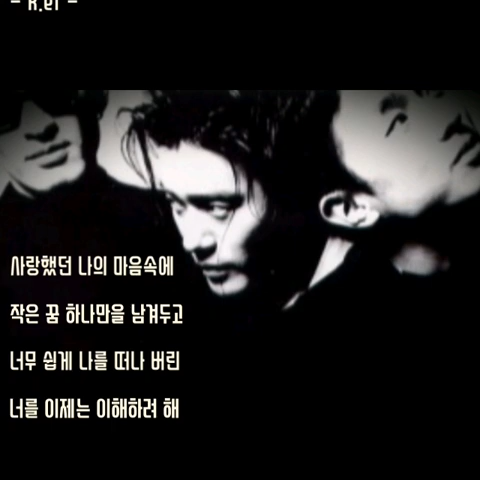 사랑했던 나의 마음속에
작은 꿈 하나만을 남겨두고
너무 쉽게 나를 떠나 버린
너를 이제는 이해하려 해